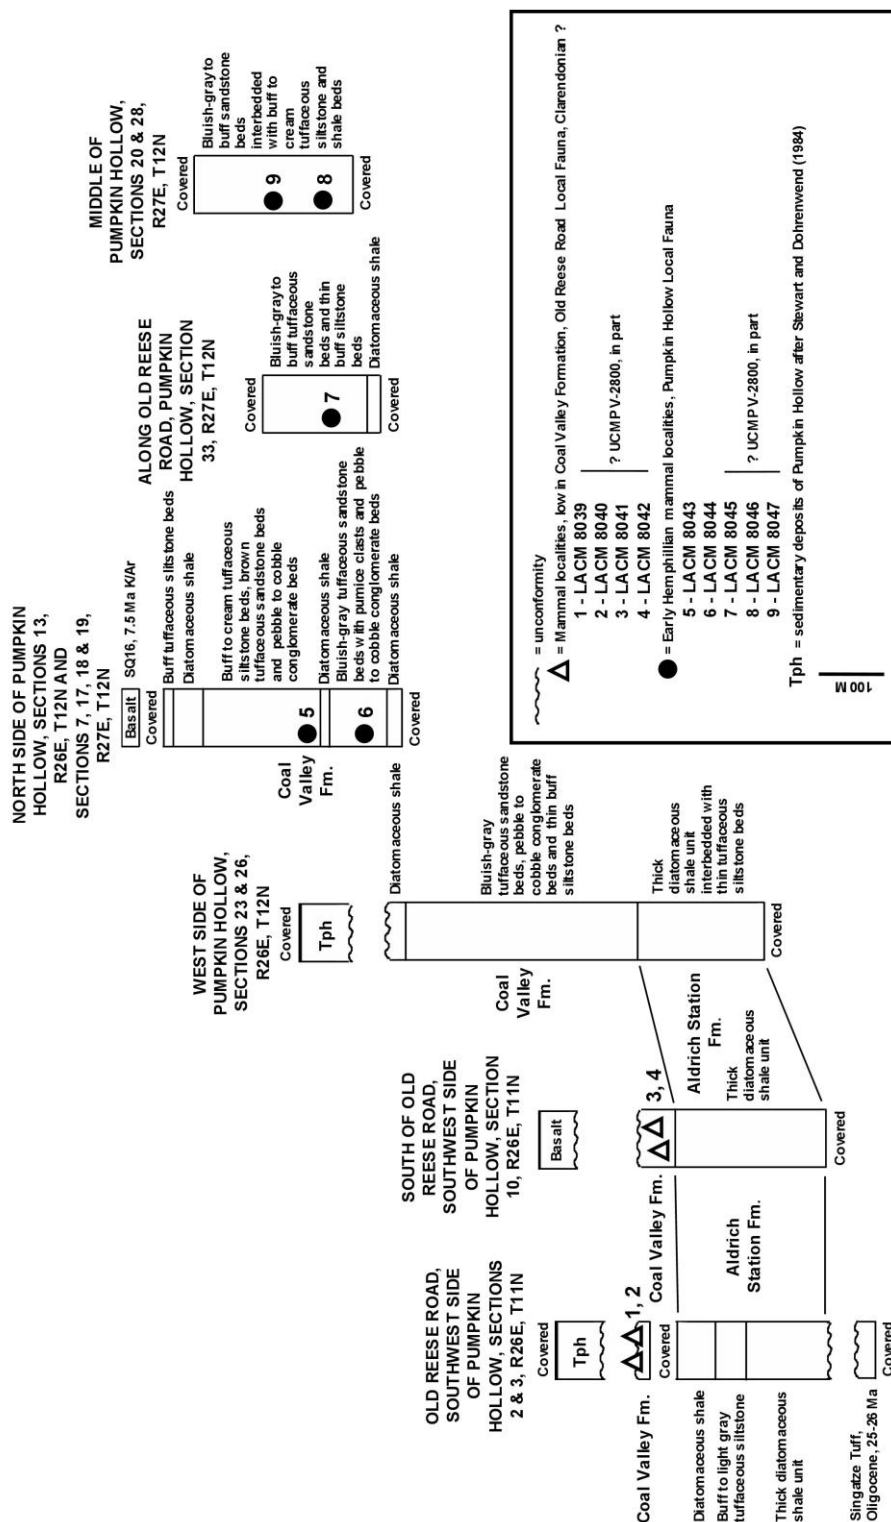 OLD REESE ROAD,
SOUTHWEST SIDE
OF PUMPKIN
HOLLOW, SECTIONS
2 & 3, R26E, T11N
Covered
Tph
Coal Valley Fm.
1, 2
Covered
Diatomaceous shale
Buff to light gray
tuffaceous siltstone
Thick diatomaceous
shale unit
Singatze Tuff,
Oligocene, 25-26 Ma
Covered
Aldrich
Station Fm.
SOUTH OF OLD
REESE ROAD,
SOUTHWEST SIDE
OF PUMPKIN
HOLLOW, SECTION
10, R26E, T11N
Basalt
Coal Valley Fm.
3, 4
Aldrich Station
Fm.
Thick
diatomaceous
shale unit
Covered
WEST SIDE OF
PUMPKIN HOLLOW,
SECTIONS 23 & 26,
R26E, T12N
Covered
Tph
Diatomaceous shale
Coal
Valley
Fm.
Bluish-gray
tuffaceous sandstone
beds, pebble to
cobble conglomerate
beds and thin buff
siltstone beds
Thick
diatomaceous
shale unit
interbedded with
thin tuffaceous
siltstone beds
Covered
NORTH SIDE OF PUMPKIN
HOLLOW, SECTIONS 13,
R26E, T12N AND
SECTIONS 7, 17, 18 & 19,
R27E, T12N
Basalt
SQ16, 7.5 Ma K/Ar
Covered
Buff tuffaceous siltstone beds
Diatomaceous shale
Buff to cream tuffaceous
siltstone beds, brown
tuffaceous sandstone beds
and pebble to cobble
conglomerate beds
5
Coal
Valley
Fm.
Diatomaceous shale
Bluish-gray tuffaceous sandstone
beds with pumice clasts and pebble
to cobble conglomerate beds
6
Diatomaceous shale
Covered
ALONG OLD REESE
ROAD, PUMPKIN
HOLLOW, SECTION
33, R27E, T12N
Covered
Bluish-gray to
buff tuffaceous
sandstone
beds and thin
buff siltstone
beds
7
Diatomaceous shale
Covered
MIDDLE OF
PUMPKIN HOLLOW,
SECTIONS 20 & 28,
R27E, T12N
Covered
Bluish-gray to
buff sandstone
beds
interbedded
with buff to
cream
tuffaceous
siltstone and
shale beds
9
8
Covered
= unconformity
= Mammal localities, low in Coal Valley Formation, Old Reese Road Local Fauna, Clarendonian ?
1 - LACM 8039
2 - LACM 8040
3 - LACM 8041
4 - LACM 8042
? UCMPV-2800, in part
= Early Hemphillian mammal localities, Pumpkin Hollow Local Fauna
5 - LACM 8043
6 - LACM 8044
7 - LACM 8045
8 - LACM 8046
9 - LACM 8047
? UCMPV-2800, in part
Tph = sedimentary deposits of Pumpkin Hollow after Stewart and Dohrenwend (1984)
100 M